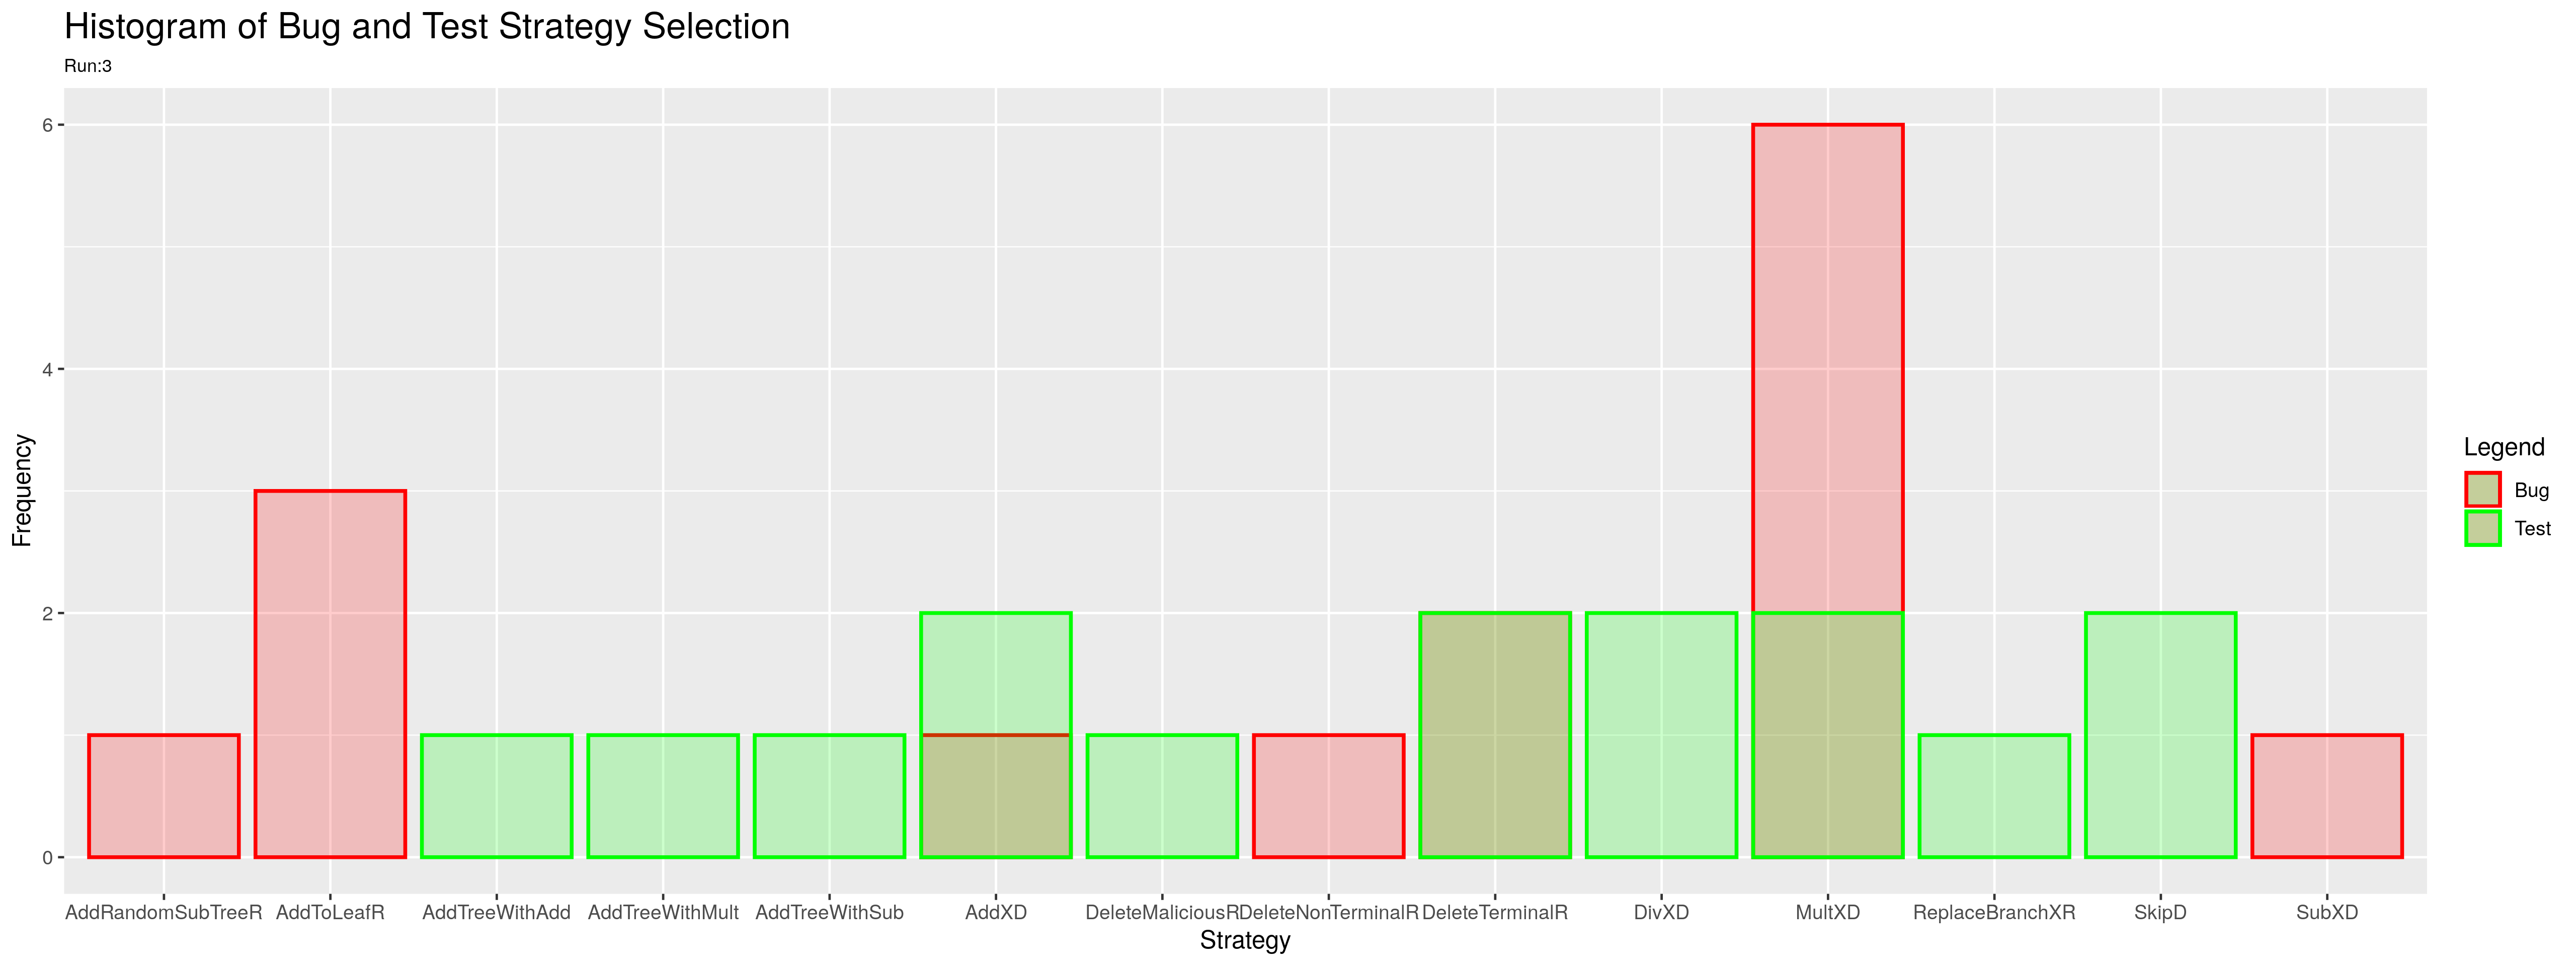 Histogram of Bug and Test Strategy Selection
Run:3
6
4
2
0
Frequency
AddRandomSubTreeR AddToLeafR AddTreeWithAdd AddTreeWithMult AddTreeWithSub AddXD DeleteMaliciousR DeleteNonTerminalR DeleteTerminalR DivXD MultXD ReplaceBranchXR SkipD SubXD
Strategy
Legend
Bug
Test